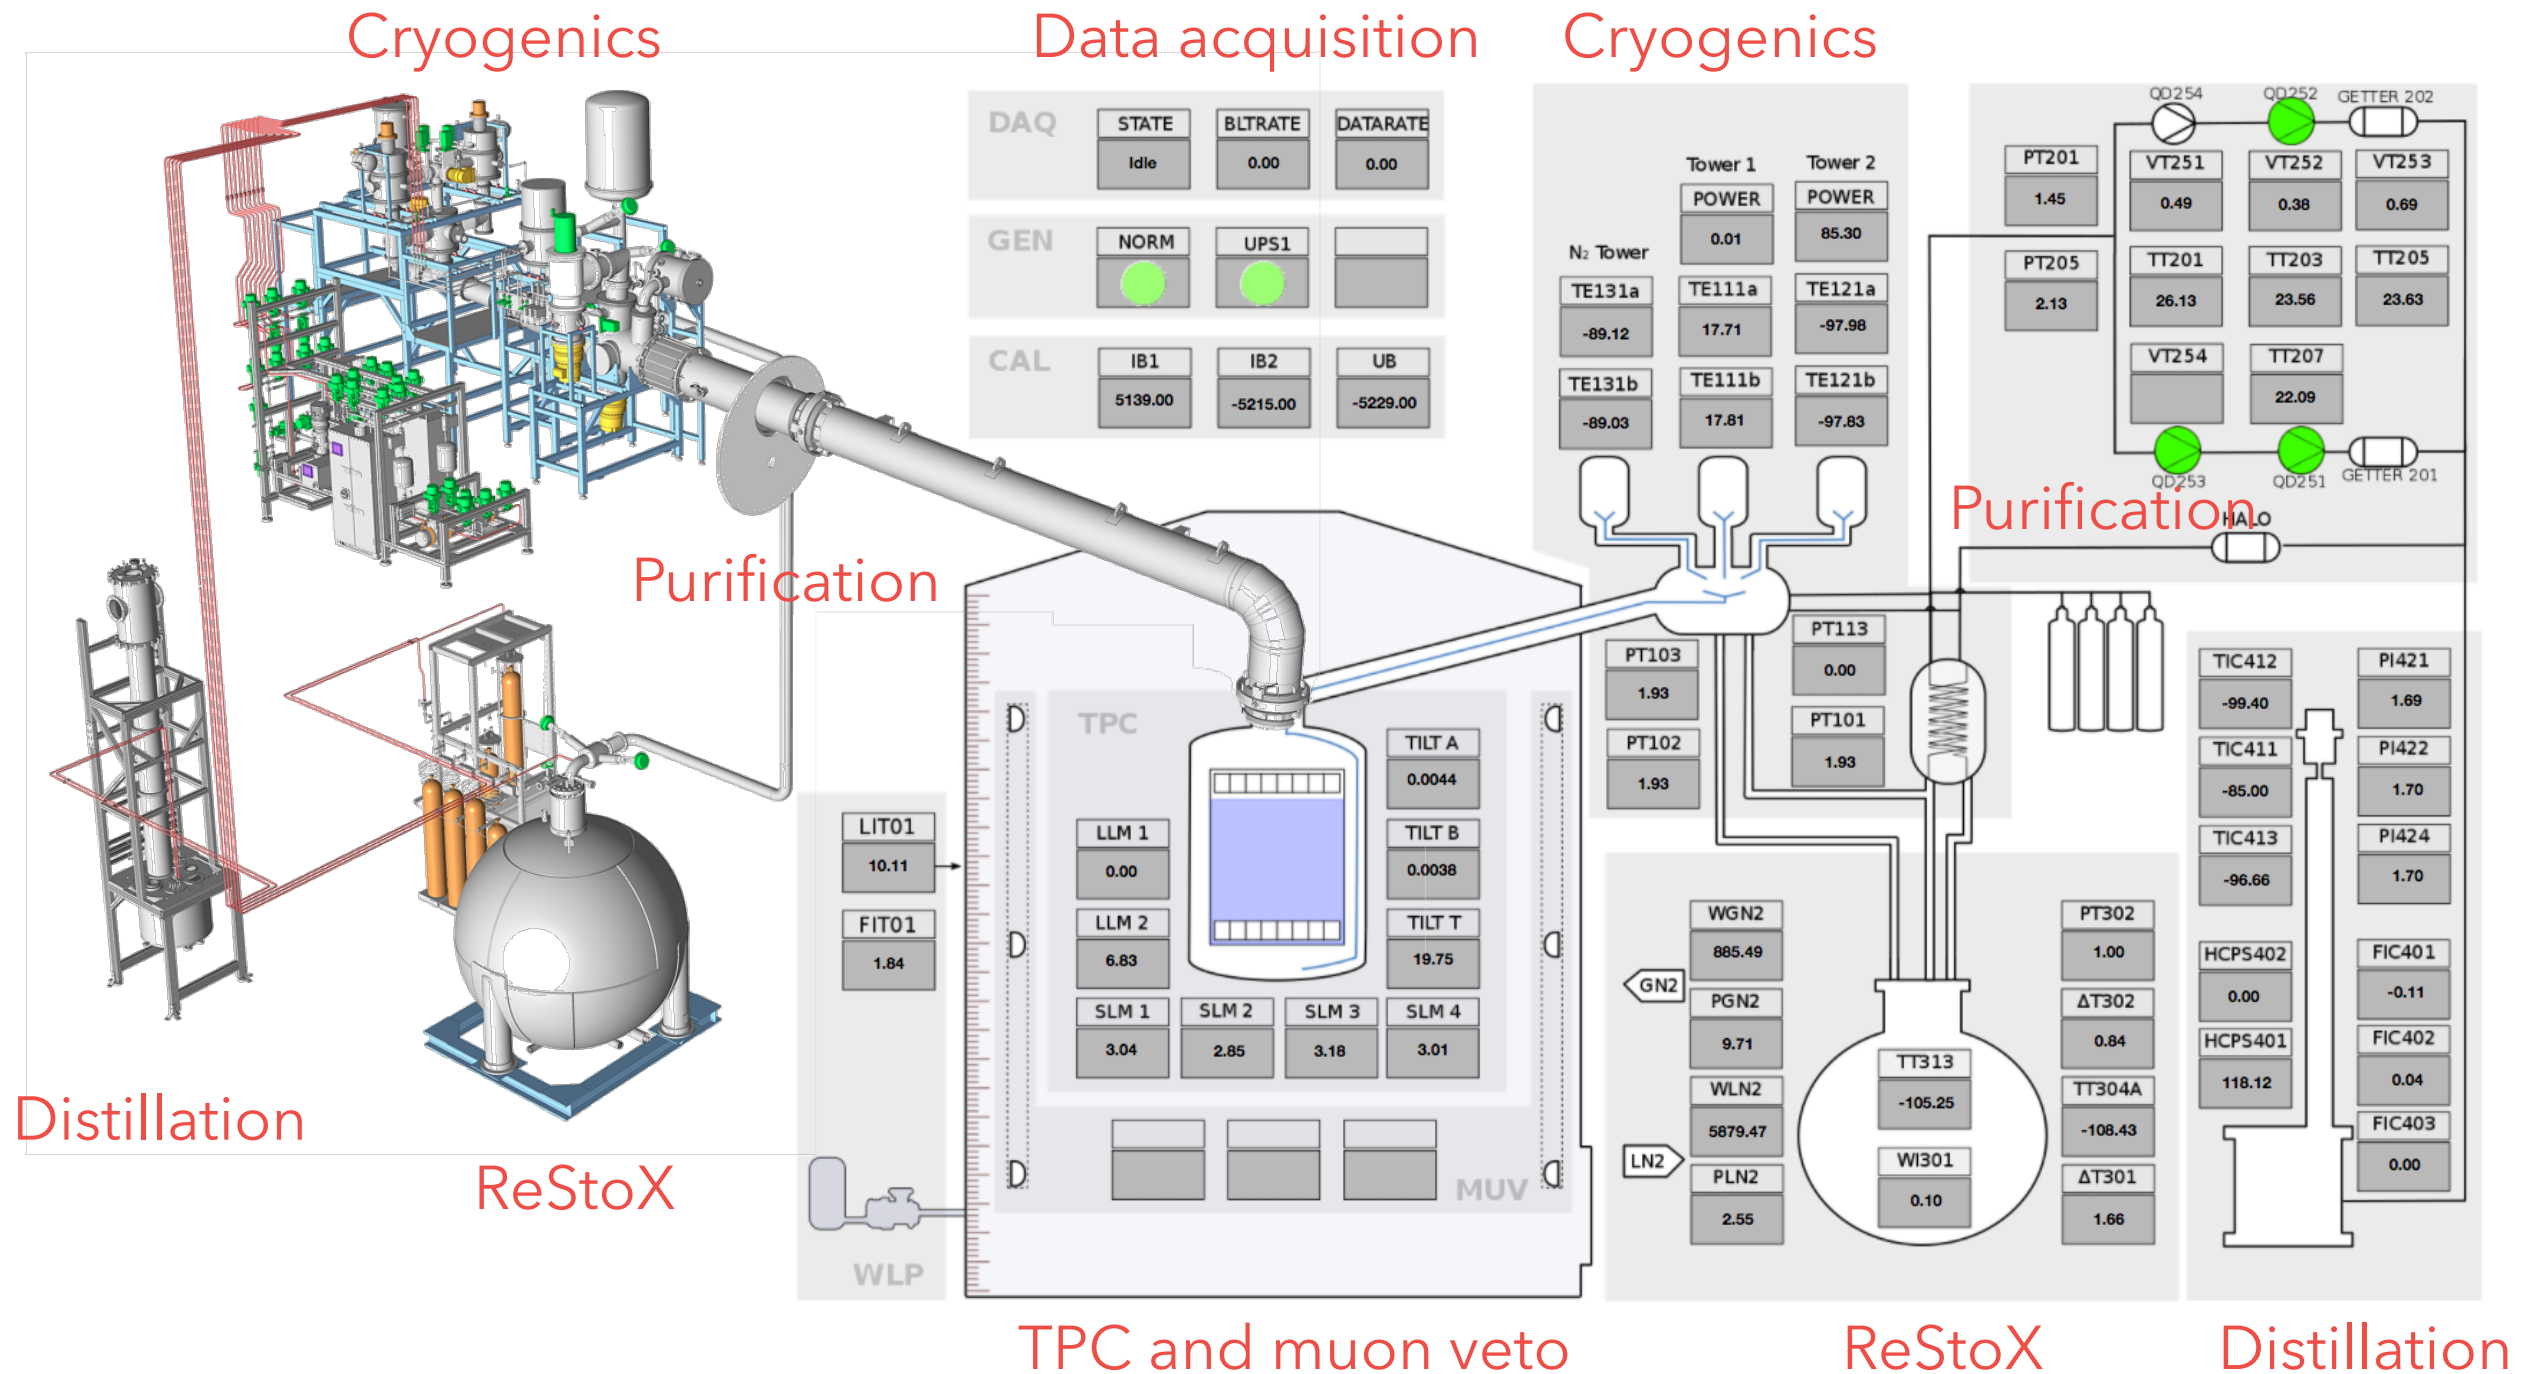 Cryogenics
Data acquisition
Cryogenics
DAQ
STATE
BLTRATE
DATARATE
Idle
0.00
0.00
GEN
NORM
UPS1
CAL
IB1
IB2
UB
5139.00
-5215.00
-5229.00
Tower 1
Tower 2
POWER
POWER
0.01
85.30
N₂ Tower
TE131a
TE111a
TE121a
-89.12
17.71
-97.98
TE131b
TE111b
TE121b
-89.03
17.81
-97.83
QD254
QD252
GETTER 202
PT201
VT251
VT252
VT253
1.45
0.49
0.38
0.69
PT205
TT201
TT203
TT205
2.13
26.13
23.56
23.63
VT254
TT207
22.09
QD253
QD251
GETTER 201
Purification
HALO
Purification
PT103
PT113
1.93
0.00
PT102
PT101
1.93
1.93
TPC
TILT A
0.0044
LLM 1
TILT B
0.00
0.0038
LLM 2
TILT T
6.83
19.75
SLM 1
SLM 2
SLM 3
SLM 4
3.04
2.85
3.18
3.01
MUV
LIT01
10.11
FIT01
1.84
WLP
WGN2
885.49
GN2
PGN2
9.71
WLN2
5879.47
LN2
PLN2
2.55
TT313
-105.25
WI301
0.10
PT302
1.00
ΔT302
0.84
TT304A
-108.43
ΔT301
1.66
TIC412
PI421
-99.40
1.69
TIC411
PI422
-85.00
1.70
TIC413
PI424
-96.66
1.70
HCPS402
FIC401
0.00
-0.11
HCPS401
FIC402
118.12
0.04
FIC403
0.00
Distillation
ReStoX
TPC and muon veto
ReStoX
Distillation